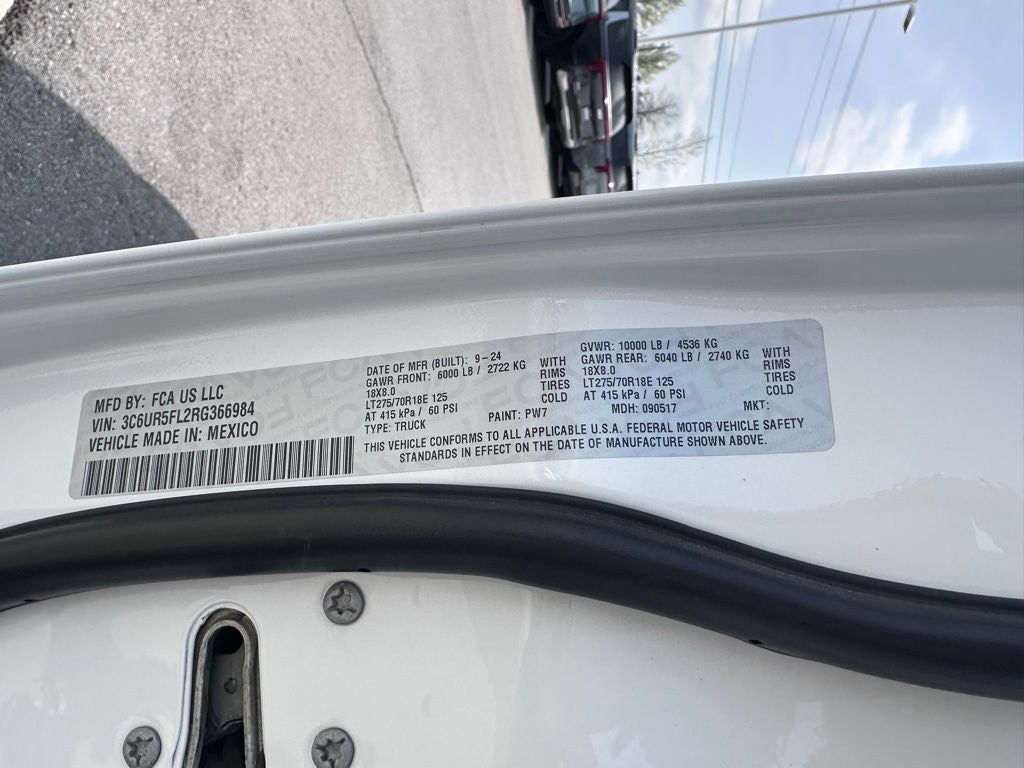 MFD BY: FCA US LLC
VIN: 3C6UR5FL2RG366984
VEHICLE MADE IN: MEXICO
DATE OF MFR (BUILT): 9-24
GAWR FRONT: 6000 LB / 2722 KG WITH
18X8.0 RIMS
LT275/70R18E 125 TIRES
AT 415 kPa / 60 PSI COLD
GVWR: 10000 LB / 4536 KG
GAWR REAR: 6040 LB / 2740 KG WITH
18X8.0 RIMS
LT275/70R18E 125 TIRES
AT 415 kPa / 60 PSI COLD
TYPE: TRUCK PAINT: PW7 MDH: 090517 MKT:
THIS VEHICLE CONFORMS TO ALL APPLICABLE U.S.A. FEDERAL MOTOR VEHICLE SAFETY
STANDARDS IN EFFECT ON THE DATE OF MANUFACTURE SHOWN ABOVE.